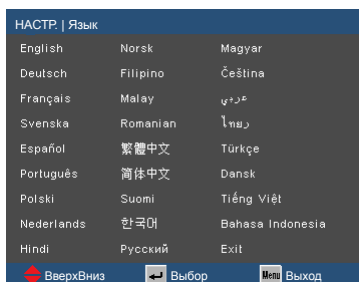 НАСТР. | Язык
English Norsk Magyar
Deutsch Filipino Čeština
Français Malay عربي
Svenska Romanian ไทย
Español 繁體中文 Türkçe
Português 简体中文 Dansk
Polski Suomi Tiếng Việt
Nederlands 한국어 Bahasa Indonesia
Hindi Русский Exit
ВверхВниз Выбор Menu Выход